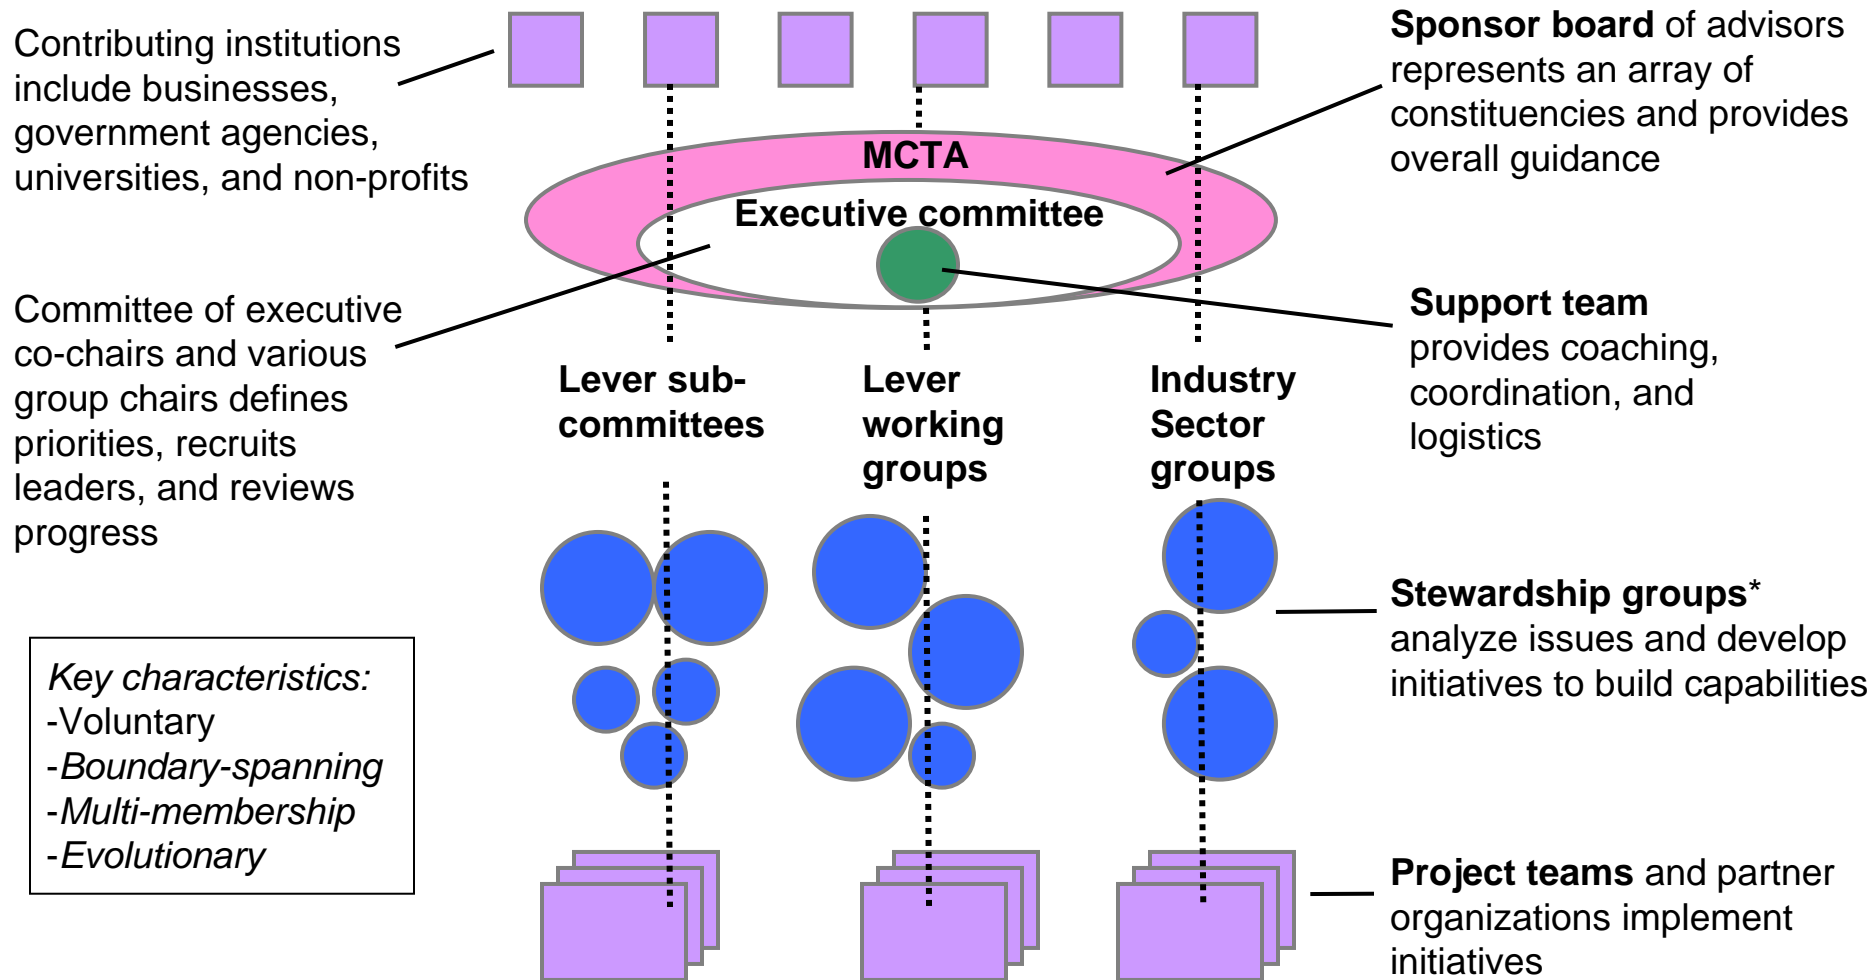 Contributing institutions
include businesses,
government agencies,
universities, and non-profits
Sponsor board of advisors
represents an array of
constituencies and provides
overall guidance
MCTA
Executive committee
Committee of executive
co-chairs and various
group chairs defines
priorities, recruits
leaders, and reviews
progress
Support team
provides coaching,
coordination, and
logistics
Lever sub-
committees
Lever
working
groups
Industry
Sector
groups
Stewardship groups*
analyze issues and develop
initiatives to build capabilities
Key characteristics:
-Voluntary
-Boundary-spanning
-Multi-membership
-Evolutionary
Project teams and partner
organizations implement
initiatives